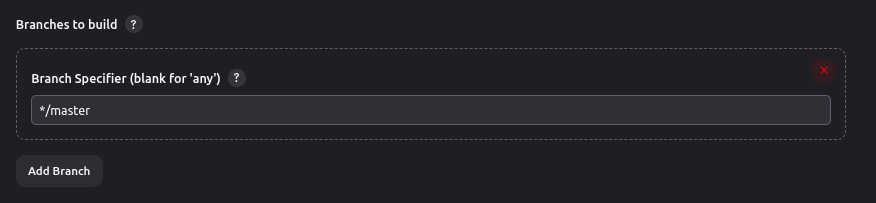 Branches to build ?
Branch Specifier (blank for 'any') ?
*/master
Add Branch